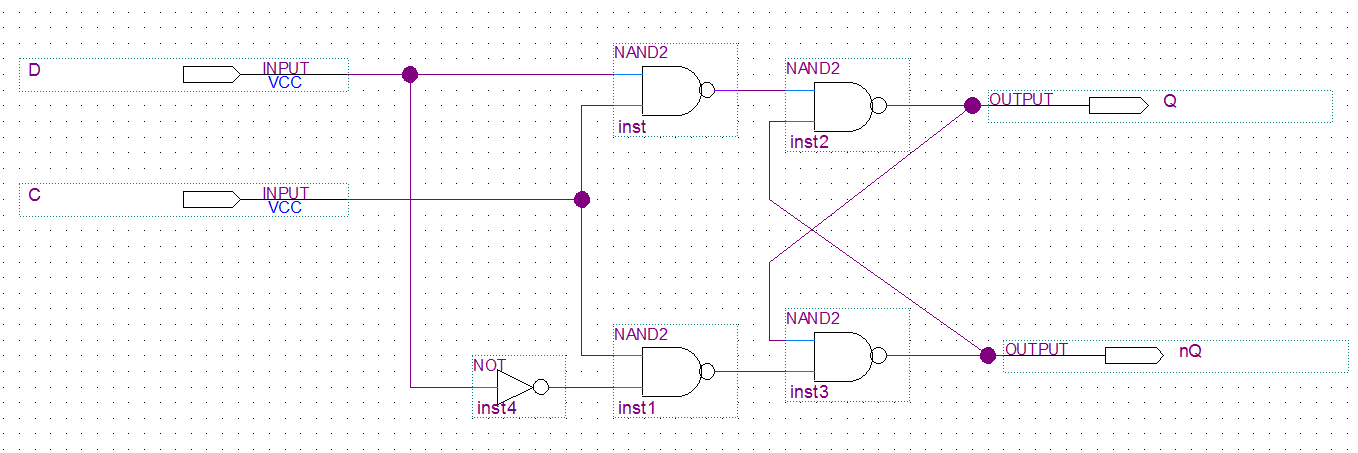 D
INPUT
VCC
NAND2
inst
NAND2
inst2
OUTPUT
Q
C
INPUT
VCC
NOT
inst4
NAND2
inst1
NAND2
inst3
OUTPUT
nQ